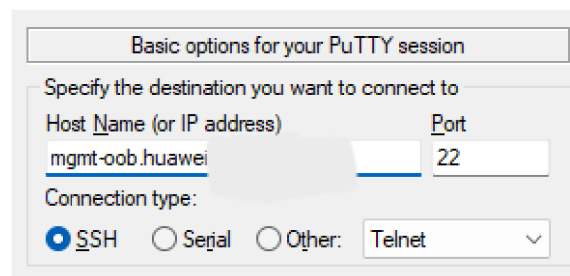 Basic options for your PuTTY session
Specify the destination you want to connect to
Host Name (or IP address) Port
mgmt-oob.huawei 22
Connection type:
SSH Serial Other: Telnet